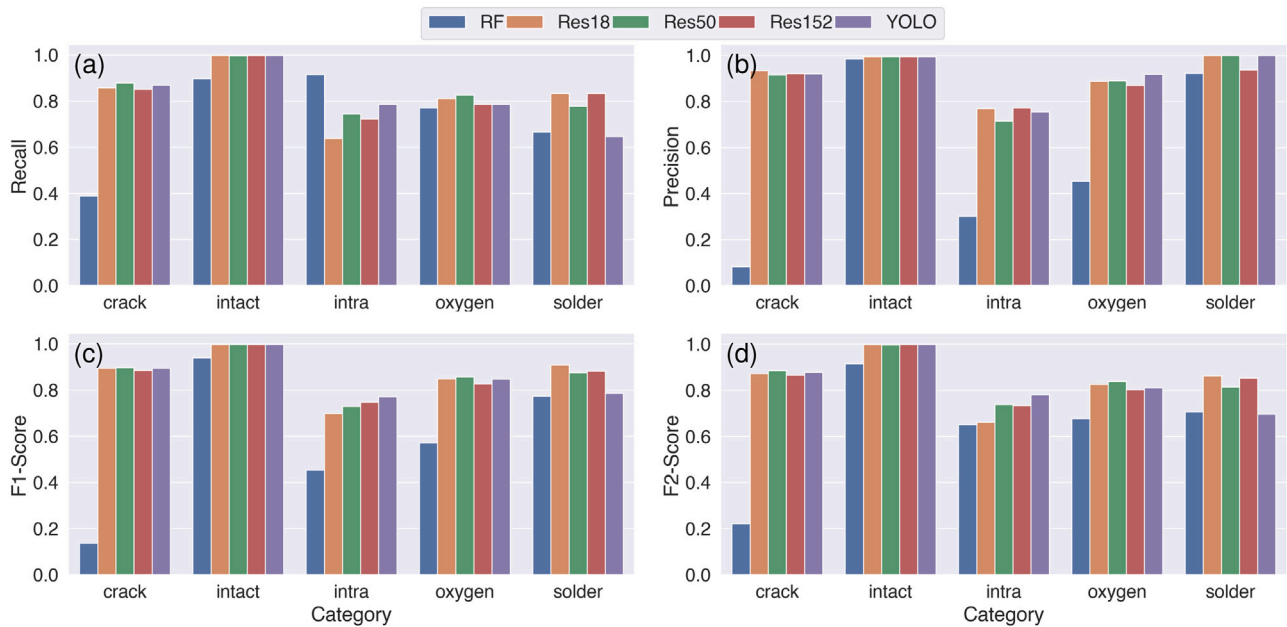 RF Res18 Res50 Res152 YOLO
(a)
Recall
1.0
0.8
0.6
0.4
0.2
0.0
crack intact intra oxygen solder
(b)
Precision
1.0
0.8
0.6
0.4
0.2
0.0
crack intact intra oxygen solder
(c)
F1-Score
1.0
0.8
0.6
0.4
0.2
0.0
crack intact intra oxygen solder
Category
(d)
F2-Score
1.0
0.8
0.6
0.4
0.2
0.0
crack intact intra oxygen solder
Category